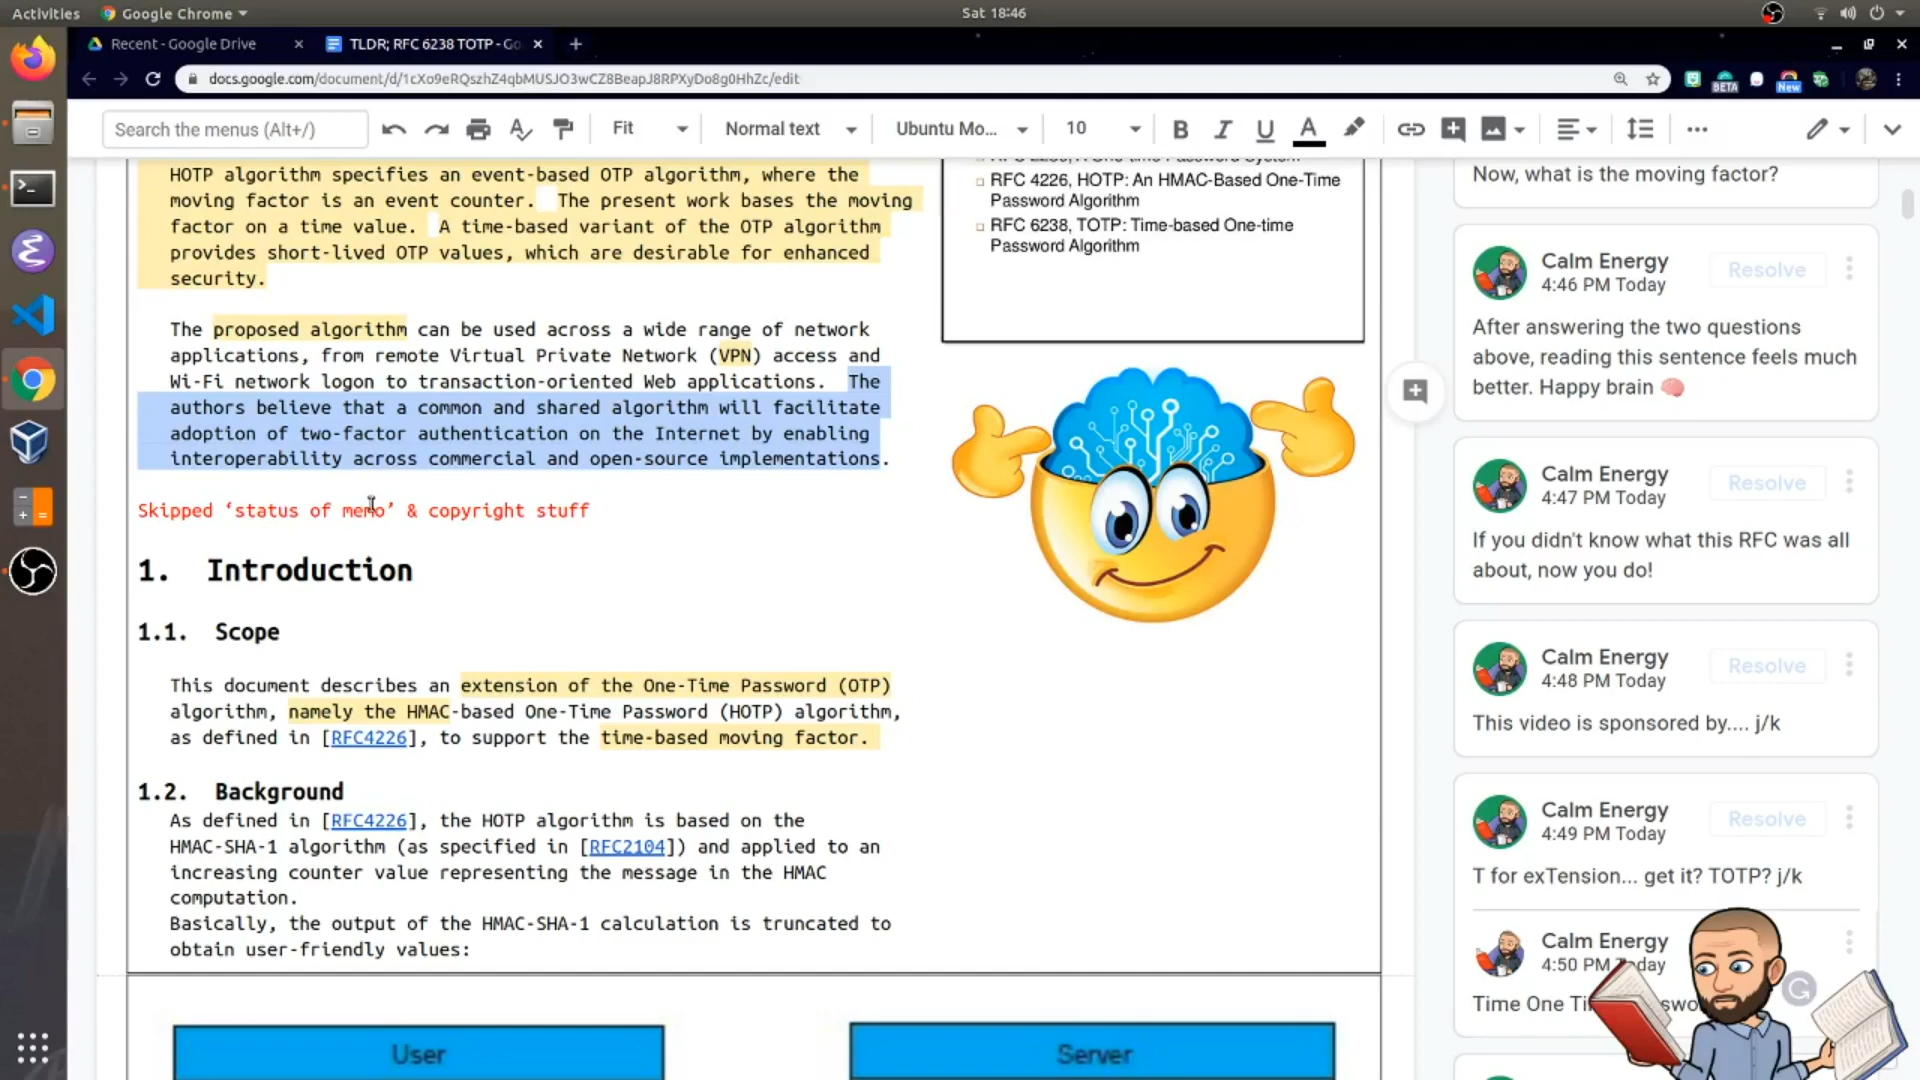 Activities Google Chrome Sat 18:46
Recent - Google Drive TLDR; RFC 6238 TOTP - Go
docs.google.com/document/d/1cXo9eRQszhZ4qbMUSJO3wCZ8BeapJ8RPXyDo8g0HhZc/edit
BETA New
Search the menus (Alt+/) Fit Normal text Ubuntu Mo... 10 B I U A
HOTP algorithm specifies an event-based OTP algorithm, where the
moving factor is an event counter. The present work bases the moving
factor on a time value. A time-based variant of the OTP algorithm
provides short-lived OTP values, which are desirable for enhanced
security.
The proposed algorithm can be used across a wide range of network
applications, from remote Virtual Private Network (VPN) access and
Wi-Fi network logon to transaction-oriented Web applications. The
authors believe that a common and shared algorithm will facilitate
adoption of two-factor authentication on the Internet by enabling
interoperability across commercial and open-source implementations.
Skipped ‘status of memo’ & copyright stuff
1. Introduction
1.1. Scope
This document describes an extension of the One-Time Password (OTP)
algorithm, namely the HMAC-based One-Time Password (HOTP) algorithm,
as defined in [RFC4226], to support the time-based moving factor.
1.2. Background
As defined in [RFC4226], the HOTP algorithm is based on the
HMAC-SHA-1 algorithm (as specified in [RFC2104]) and applied to an
increasing counter value representing the message in the HMAC
computation.
Basically, the output of the HMAC-SHA-1 calculation is truncated to
obtain user-friendly values:
User Server
RFC 4226, HOTP: An HMAC-Based One-Time
Password Algorithm
RFC 6238, TOTP: Time-based One-time
Password Algorithm
Now, what is the moving factor?
Calm Energy Resolve
4:46 PM Today
After answering the two questions
above, reading this sentence feels much
better. Happy brain
Calm Energy Resolve
4:47 PM Today
If you didn't know what this RFC was all
about, now you do!
Calm Energy Resolve
4:48 PM Today
This video is sponsored by.... j/k
Calm Energy Resolve
4:49 PM Today
T for exTension... get it? TOTP? j/k
Calm Energy
4:50 PM
Time One